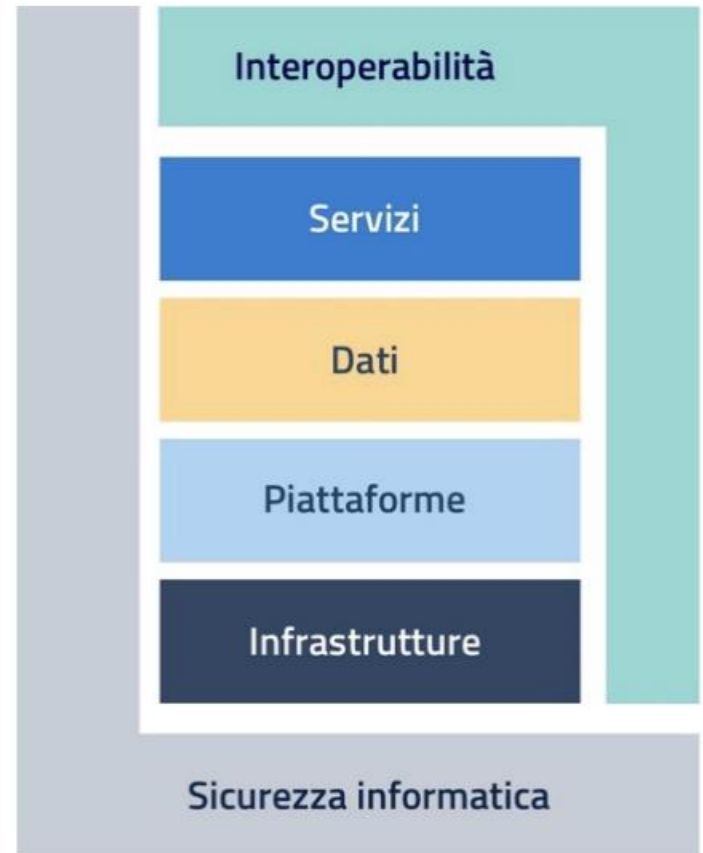 Interoperabilità
Servizi
Dati
Piattaforme
Infrastrutture
Sicurezza informatica